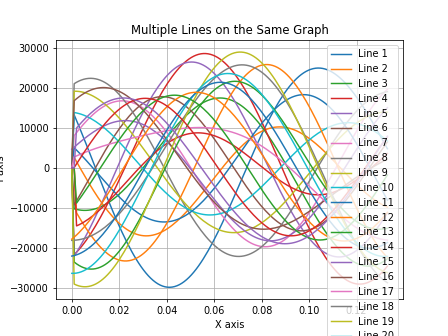 Multiple Lines on the Same Graph
30000
20000
10000
0
−10000
−20000
−30000
0.00 0.02 0.04 0.06 0.08 0.10
X axis
axis
Line 1
Line 2
Line 3
Line 4
Line 5
Line 6
Line 7
Line 8
Line 9
Line 10
Line 11
Line 12
Line 13
Line 14
Line 15
Line 16
Line 17
Line 18
Line 19
Line 20